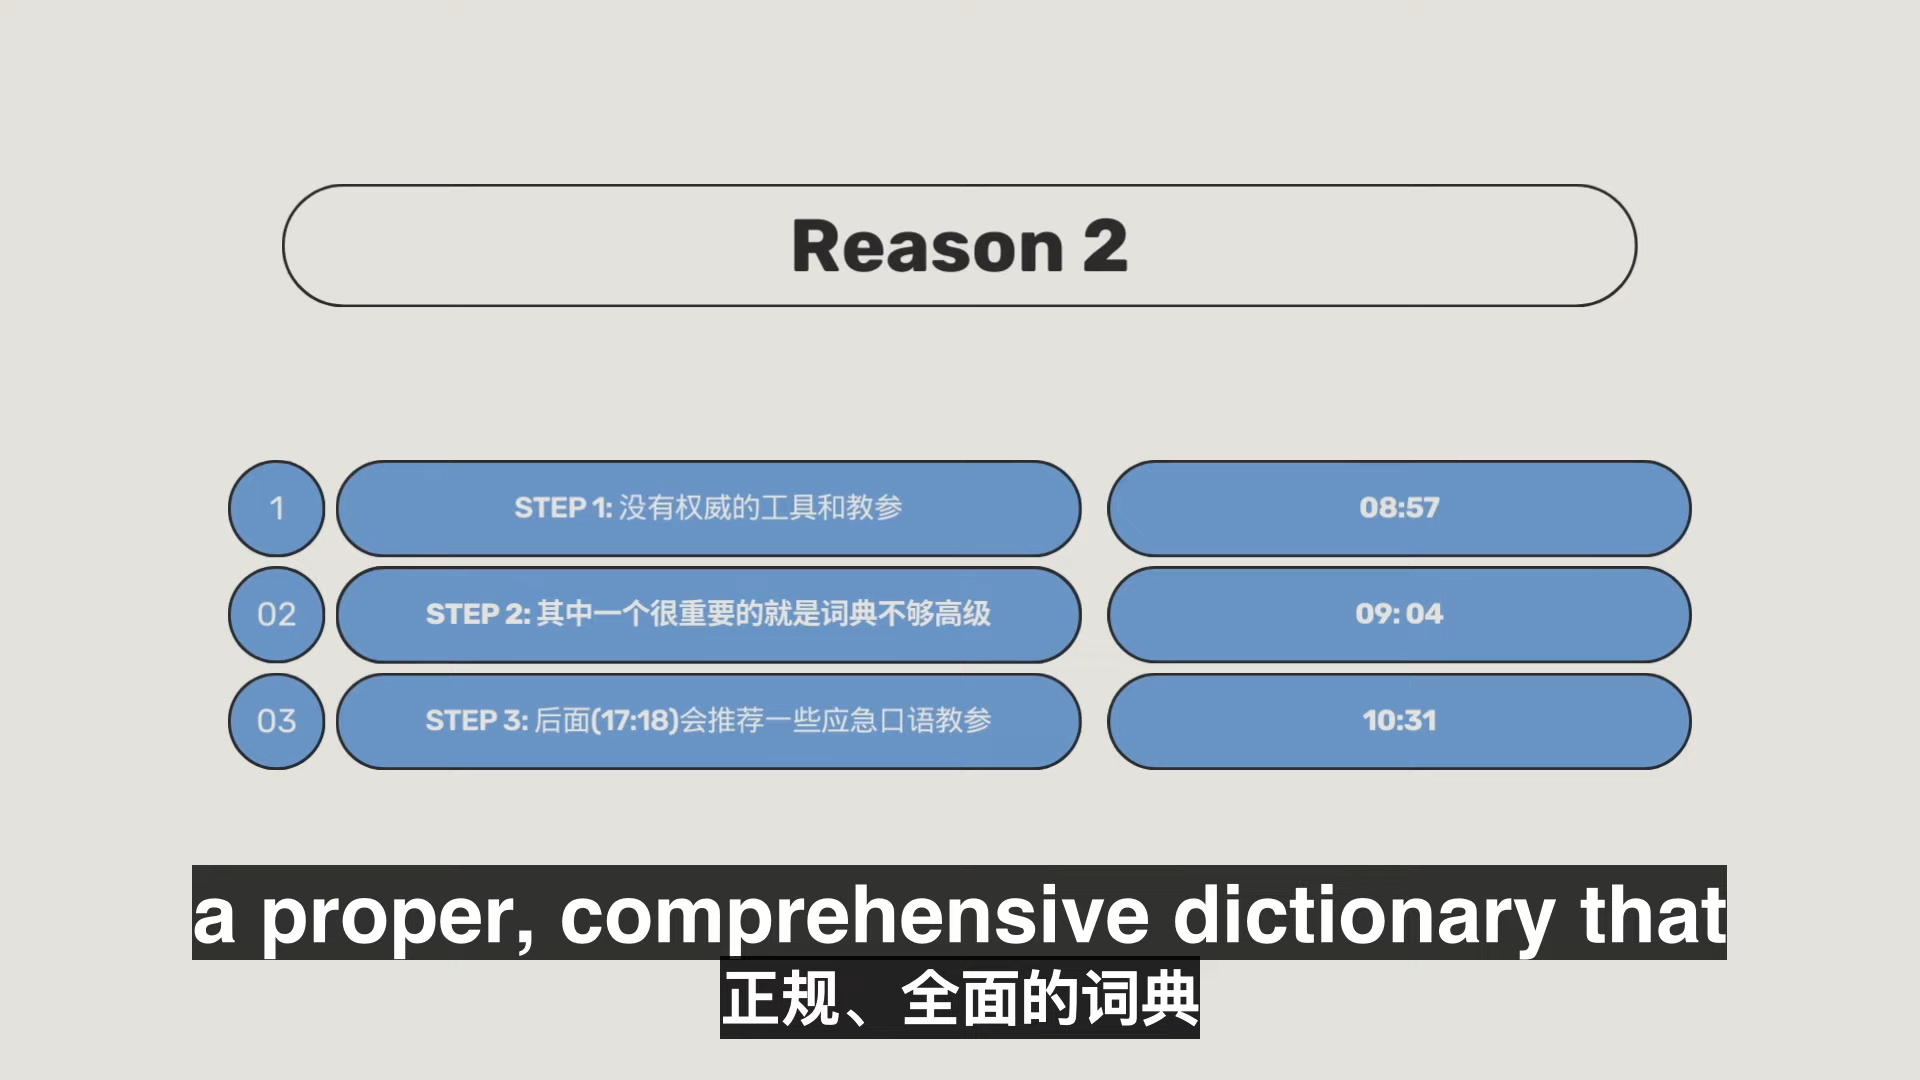 Reason 2
1
STEP 1: 没有权威的工具和教参
08:57
02
STEP 2: 其中一个很重要的就是词典不够高级
09: 04
03
STEP 3: 后面(17:18)会推荐一些应急口语教参
10:31
a proper, comprehensive dictionary that
正规、全面的词典